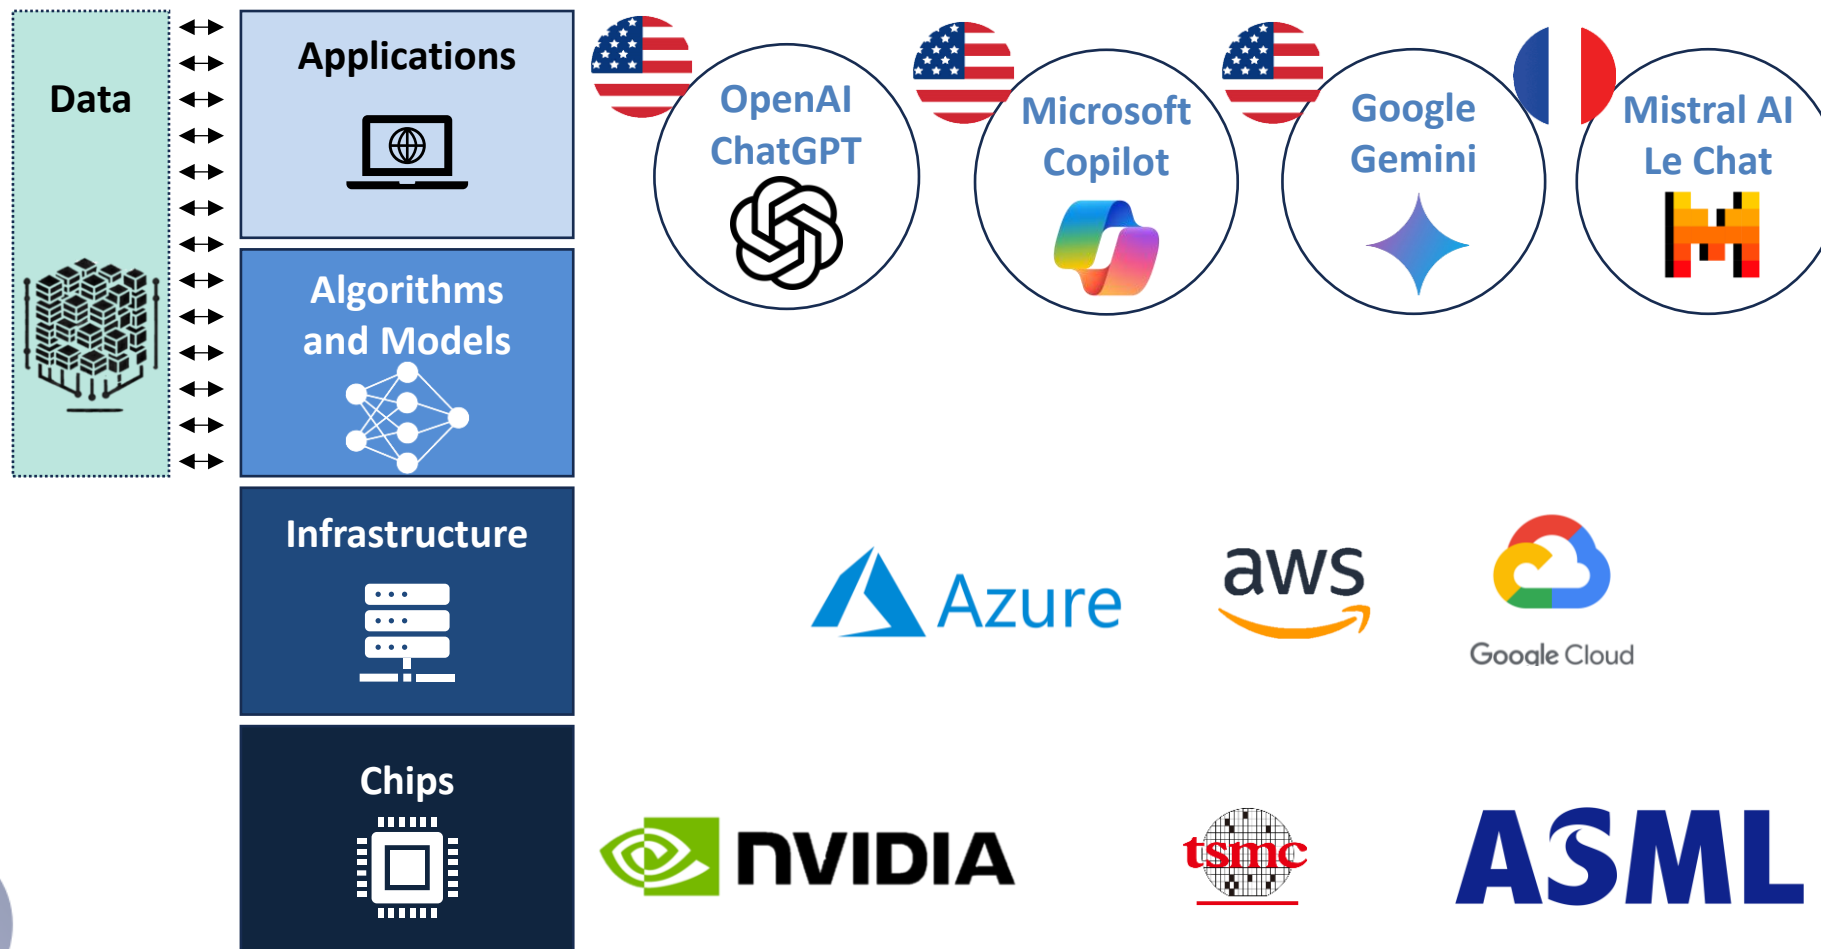 Data
Applications
OpenAI
ChatGPT
Microsoft
Copilot
Google
Gemini
Mistral AI
Le Chat
Algorithms
and Models
Infrastructure
Azure
aws
Google Cloud
Chips
NVIDIA
tsmc
ASML